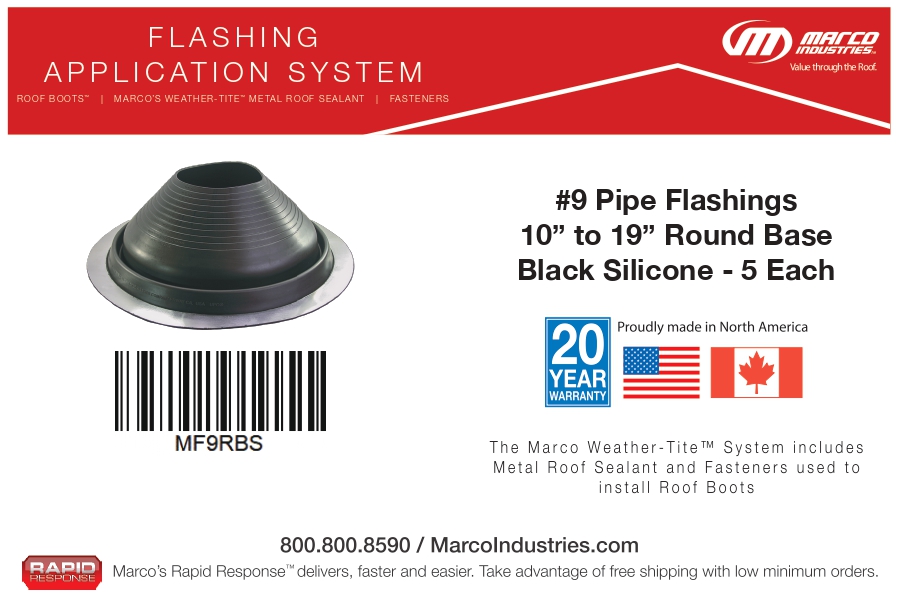 FLASHING
APPLICATION SYSTEM
ROOF BOOTS™ | MARCO'S WEATHER-TITE™ METAL ROOF SEALANT | FASTENERS
MARCO
INDUSTRIES™
Value through the Roof.
#9 Pipe Flashings
10” to 19” Round Base
Black Silicone - 5 Each
20
YEAR
WARRANTY
Proudly made in North America
MF9RBS
The Marco Weather-Tite™ System includes
Metal Roof Sealant and Fasteners used to
install Roof Boots
800.800.8590 / MarcoIndustries.com
RAPID
RESPONSE
Marco’s Rapid Response™ delivers, faster and easier. Take advantage of free shipping with low minimum orders.